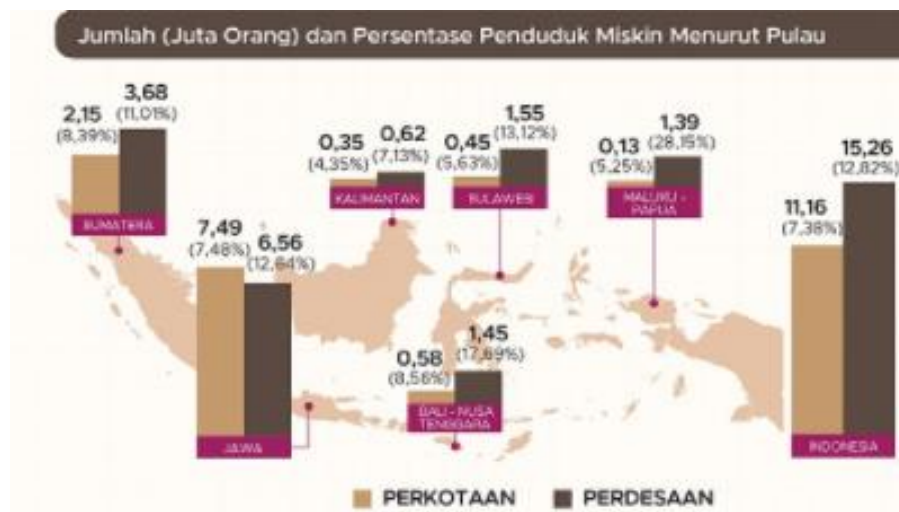 Jumlah (Juta Orang) dan Persentase Penduduk Miskin Menurut Pulau
2,15
(8,39%)
3,68
(11,01%)
SUMATERA
7,49
(7,48%)
6,56
(12,64%)
JAWA
0,35
(4,35%)
0,62
(7,13%)
KALIMANTAN
0,45
(5,63%)
1,55
(13,12%)
SULAWESI
0,58
(8,56%)
1,45
(17,69%)
BALI - NUSA
TENGGARA
0,13
(5,25%)
1,39
(28,15%)
MALUKU -
PAPUA
11,16
(7,38%)
15,26
(12,82%)
INDONESIA
PERKOTAAN
PERDESAAN